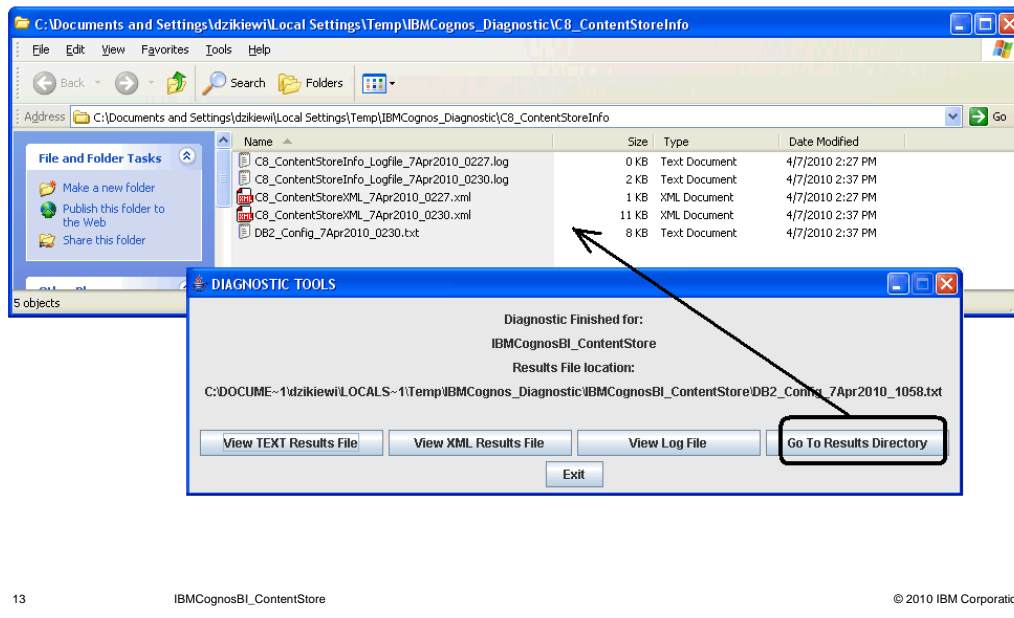 C:\Documents and Settings\dzikiewi\Local Settings\Temp\IBMCognos_Diagnostic\C8_ContentStoreInfo
File Edit View Favorites Tools Help
Back Search Folders
Address C:\Documents and Settings\dzikiewi\Local Settings\Temp\IBMCognos_Diagnostic\C8_ContentStoreInfo Go
Name Size Type Date Modified
File and Folder Tasks
Make a new folder
Publish this folder to
the Web
Share this folder
C8_ContentStoreInfo_Logfile_7Apr2010_0227.log 0 KB Text Document 4/7/2010 2:27 PM
C8_ContentStoreInfo_Logfile_7Apr2010_0230.log 2 KB Text Document 4/7/2010 2:37 PM
C8_ContentStoreXML_7Apr2010_0227.xml 1 KB XML Document 4/7/2010 2:27 PM
C8_ContentStoreXML_7Apr2010_0230.xml 11 KB XML Document 4/7/2010 2:37 PM
DB2_Config_7Apr2010_0230.txt 8 KB Text Document 4/7/2010 2:37 PM
5 objects
DIAGNOSTIC TOOLS
Diagnostic Finished for:
IBMCognosBI_ContentStore
Results File location:
C:\DOCUME~1\dzikiewi\LOCALS~1\Temp\IBMCognos_Diagnostic\IBMCognosBI_ContentStore\DB2_Config_7Apr2010_1058.txt
View TEXT Results File View XML Results File View Log File Go To Results Directory
Exit
13 IBMCognosBI_ContentStore © 2010 IBM Corporatio